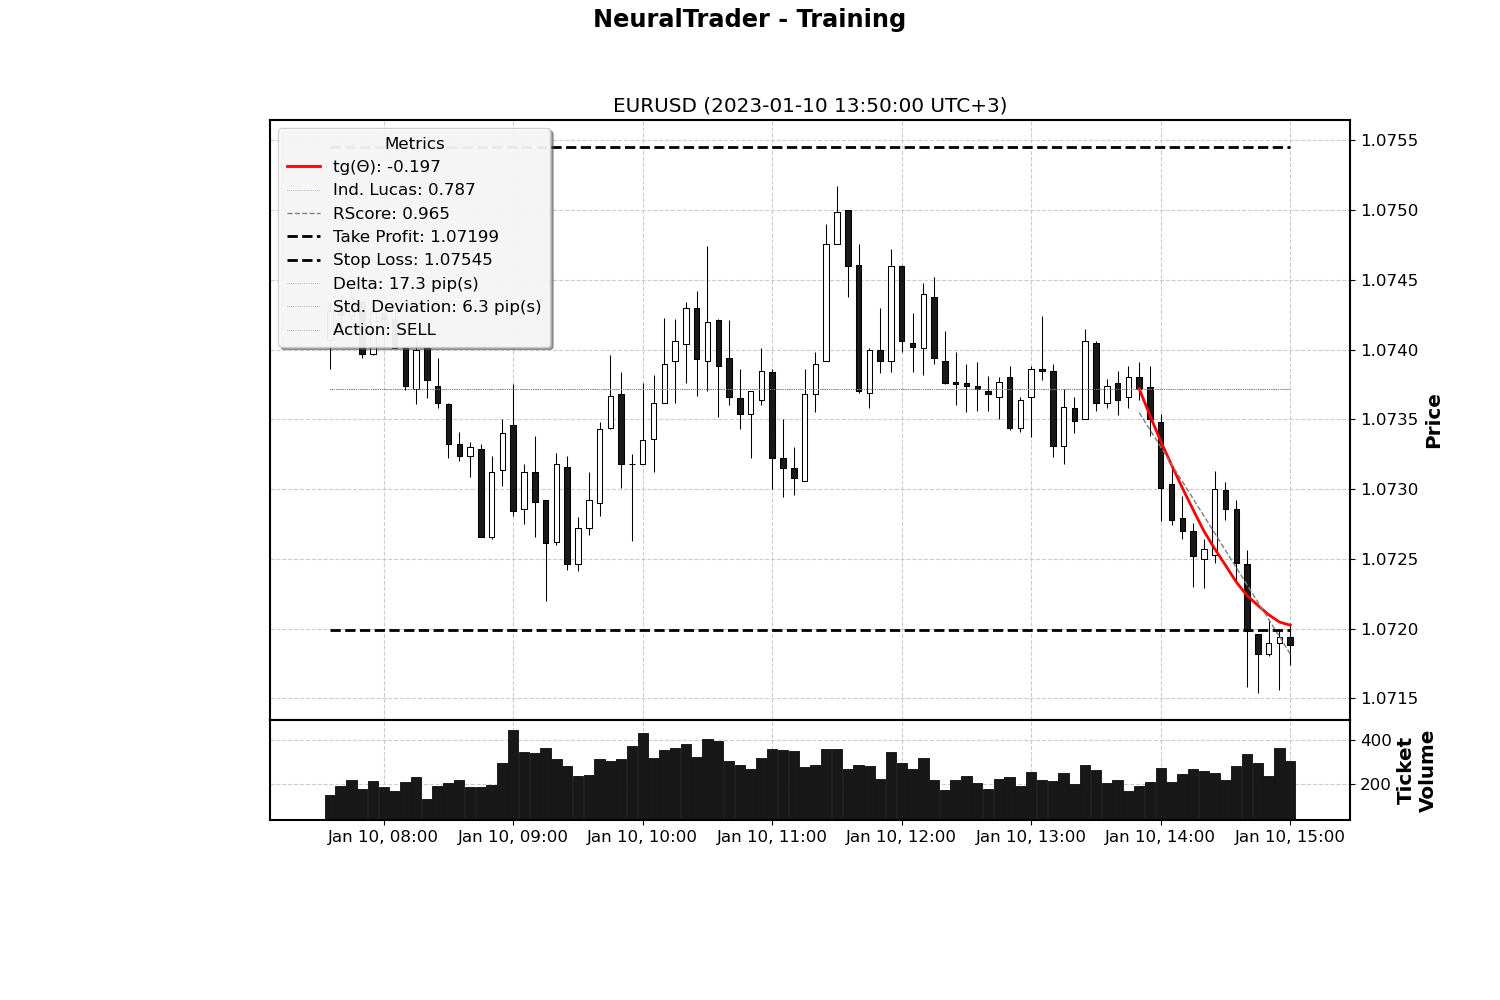 NeuralTrader - Training
EURUSD (2023-01-10 13:50:00 UTC+3)
Metrics
tg(Θ): -0.197
Ind. Lucas: 0.787
RScore: 0.965
Take Profit: 1.07199
Stop Loss: 1.07545
Delta: 17.3 pip(s)
Std. Deviation: 6.3 pip(s)
Action: SELL
1.0755
1.0750
1.0745
1.0740
1.0735
1.0730
1.0725
1.0720
1.0715
Price
400
200
Ticket
Volume
Jan 10, 08:00
Jan 10, 09:00
Jan 10, 10:00
Jan 10, 11:00
Jan 10, 12:00
Jan 10, 13:00
Jan 10, 14:00
Jan 10, 15:00